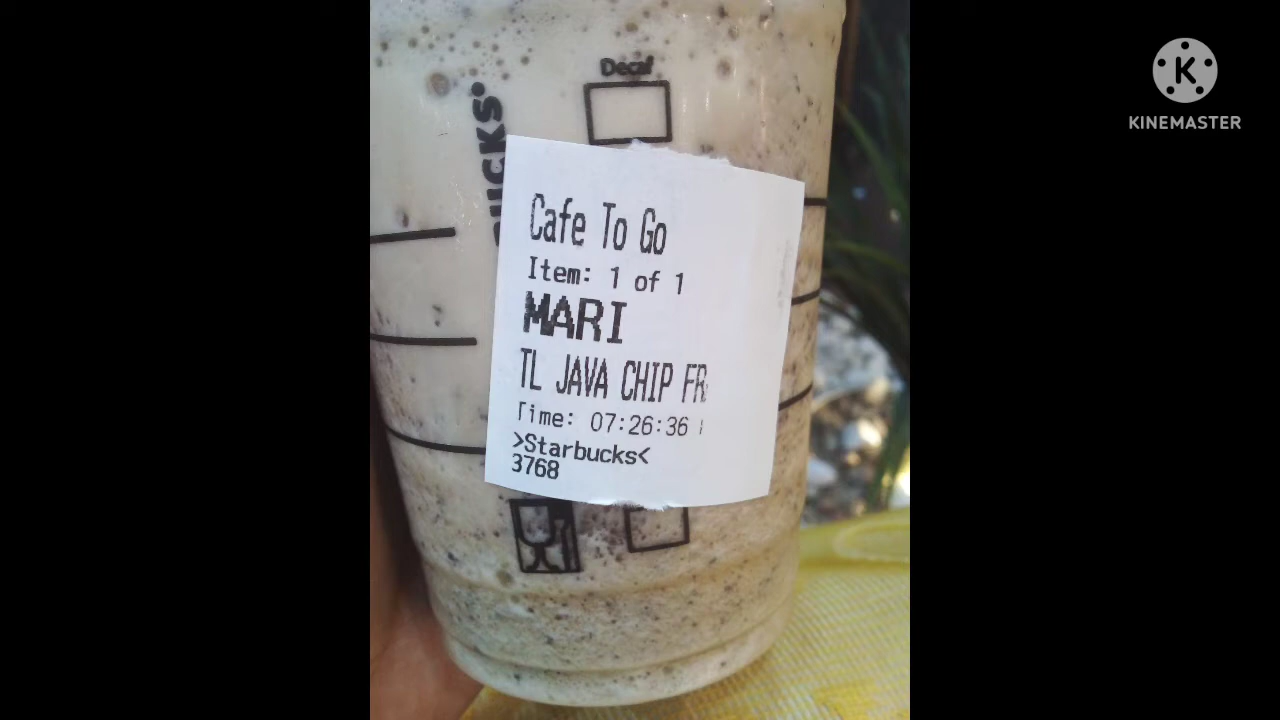 Decaf
Cafe To Go
Item: 1 of 1
MARI
TL JAVA CHIP FR
Time: 07:26:36
>Starbucks<
3768
KINEMASTER